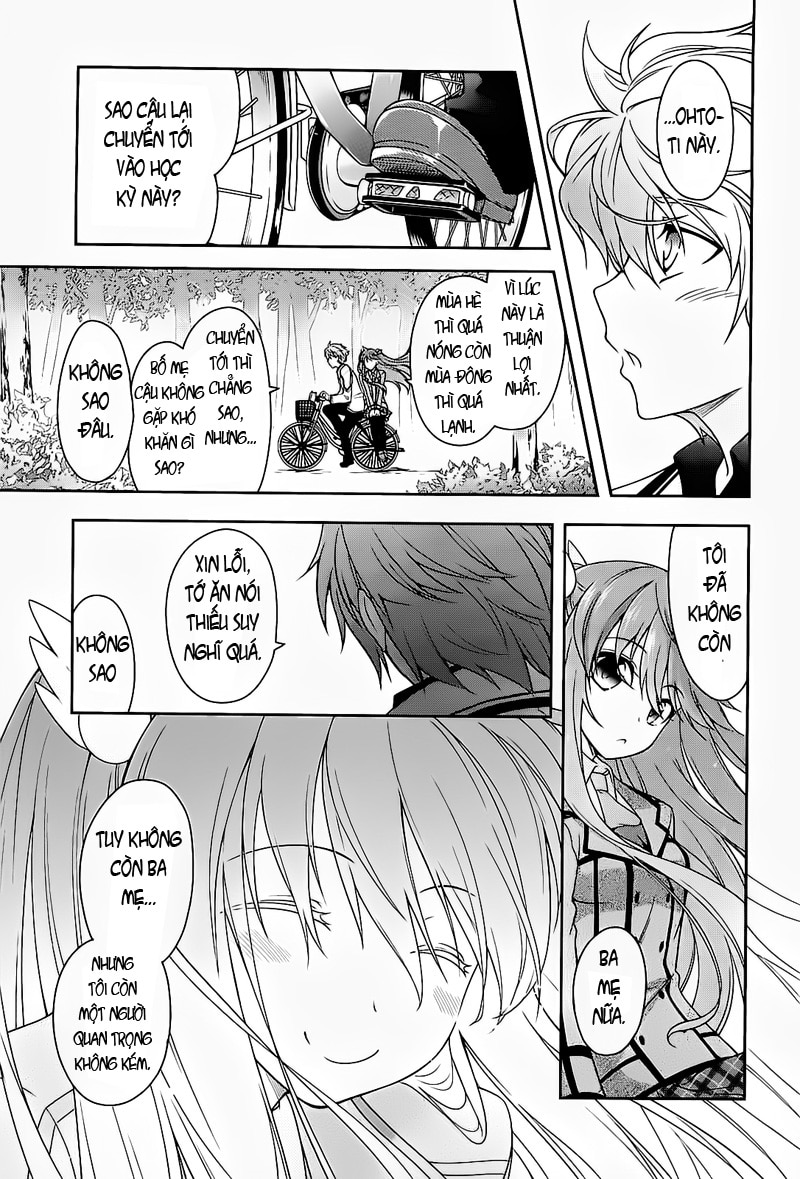 ...OHTO-
TI NÀY.
SAO CẬU LẠI
CHUYỂN TỚI
VÀO HỌC
KỲ NÀY?
VÌ LÚC
NÀY LÀ
THUẬN
LỢI
NHẤT.
MÙA HÈ
THÌ QUÁ
NÓNG CÒN
MÙA ĐÔNG
THÌ QUÁ
LẠNH.
CHUYỂN
TỚI THÌ
CHẲNG
SAO,
NHƯNG...
BỐ MẸ
CẬU KHÔNG
GẶP KHÓ
KHĂN GÌ
SAO?
KHÔNG
SAO
ĐÂU.
TÔI
ĐÃ
KHÔNG
CÒN
BA
MẸ
NỮA.
XIN LỖI,
TỚ ĂN NÓI
THIẾU SUY
NGHĨ QUÁ.
KHÔNG
SAO
TUY KHÔNG
CÒN BA
MẸ...
NHƯNG
TÔI CÒN
MỘT NGƯỜI
QUAN TRỌNG
KHÔNG KÉM.